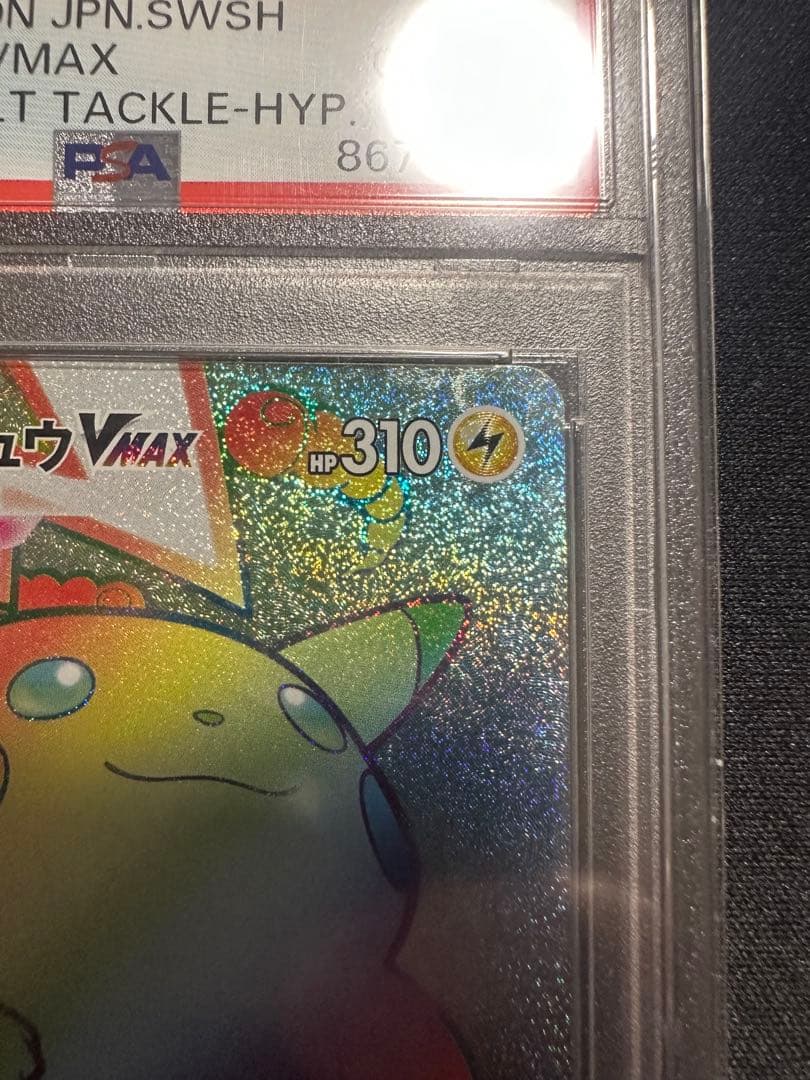 ON JPN.SWSH
VMAX
LT TACKLE-HYP.
PSA 867
ュウVMAX HP310